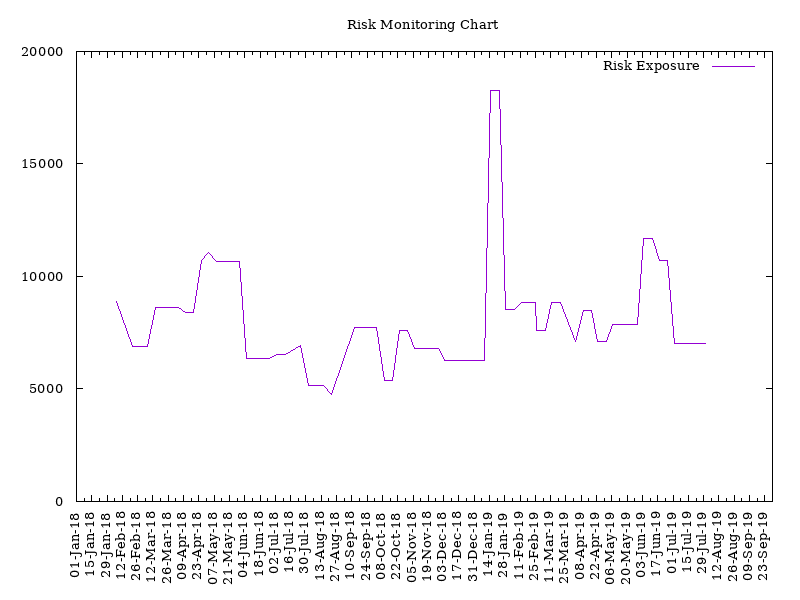 Risk Monitoring Chart
20000
Risk Exposure
15000
10000
5000
0
01-Jan-18
15-Jan-18
29-Jan-18
12-Feb-18
26-Feb-18
12-Mar-18
26-Mar-18
09-Apr-18
23-Apr-18
07-May-18
21-May-18
04-Jun-18
18-Jun-18
02-Jul-18
16-Jul-18
30-Jul-18
13-Aug-18
27-Aug-18
10-Sep-18
24-Sep-18
08-Oct-18
22-Oct-18
05-Nov-18
19-Nov-18
03-Dec-18
17-Dec-18
31-Dec-18
14-Jan-19
28-Jan-19
11-Feb-19
25-Feb-19
11-Mar-19
25-Mar-19
08-Apr-19
22-Apr-19
06-May-19
20-May-19
03-Jun-19
17-Jun-19
01-Jul-19
15-Jul-19
29-Jul-19
12-Aug-19
26-Aug-19
09-Sep-19
23-Sep-19